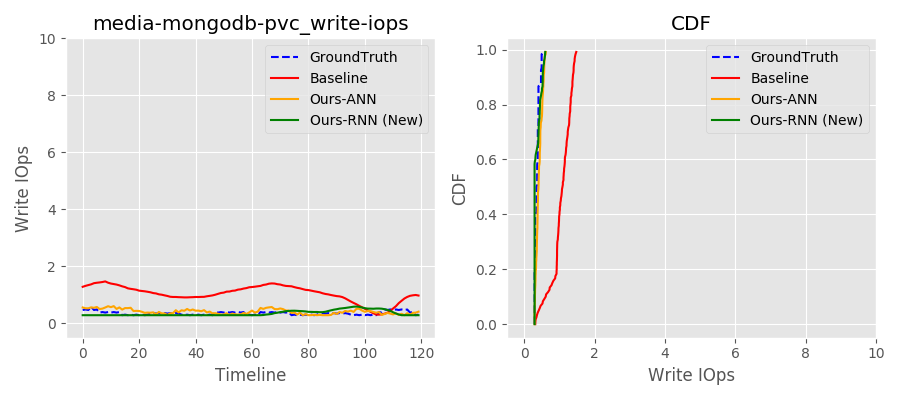 media-mongodb-pvc_write-iops
10
8
6
4
2
0
Write IOps
0 20 40 60 80 100 120
Timeline
GroundTruth
Baseline
Ours-ANN
Ours-RNN (New)
CDF
1.0
0.8
0.6
0.4
0.2
0.0
CDF
0 2 4 6 8 10
Write IOps
GroundTruth
Baseline
Ours-ANN
Ours-RNN (New)